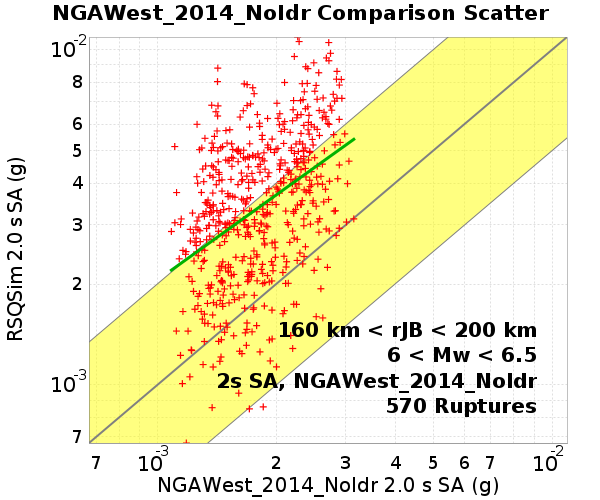 NGAWest_2014_NoIdr Comparison Scatter
10-2
8
6
5
4
3
2
10-3
7
RSQSim 2.0 s SA (g)
160 km < rJB < 200 km
6 < Mw < 6.5
2s SA, NGAWest_2014_NoIdr
570 Ruptures
7 10-3 2 3 4 5 6 7 10-2
NGAWest_2014_NoIdr 2.0 s SA (g)